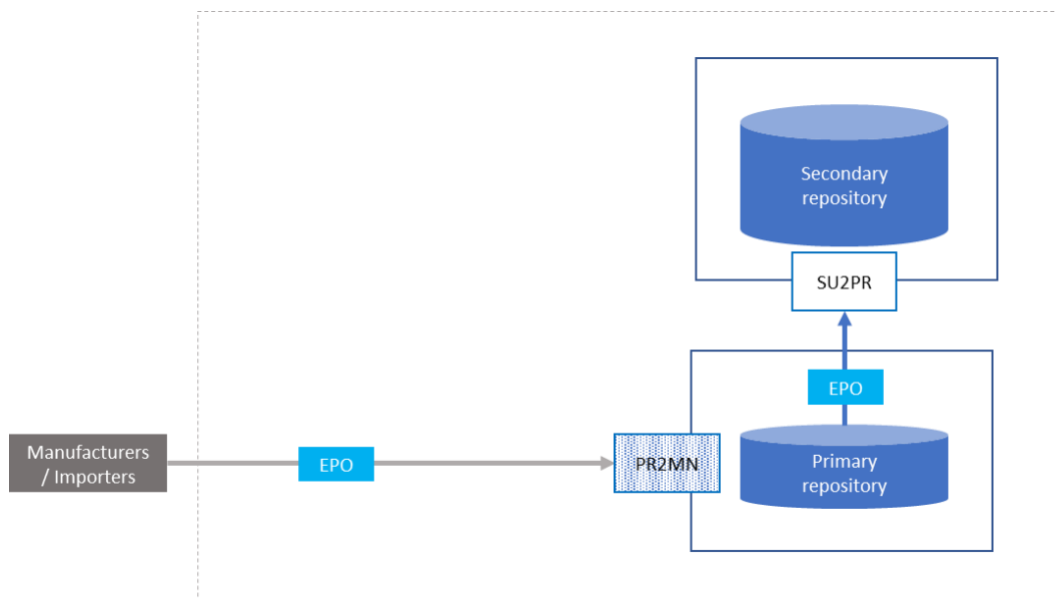 Secondary
repository
SU2PR
EPO
Manufacturers
/ Importers
EPO
PR2MN
Primary
repository